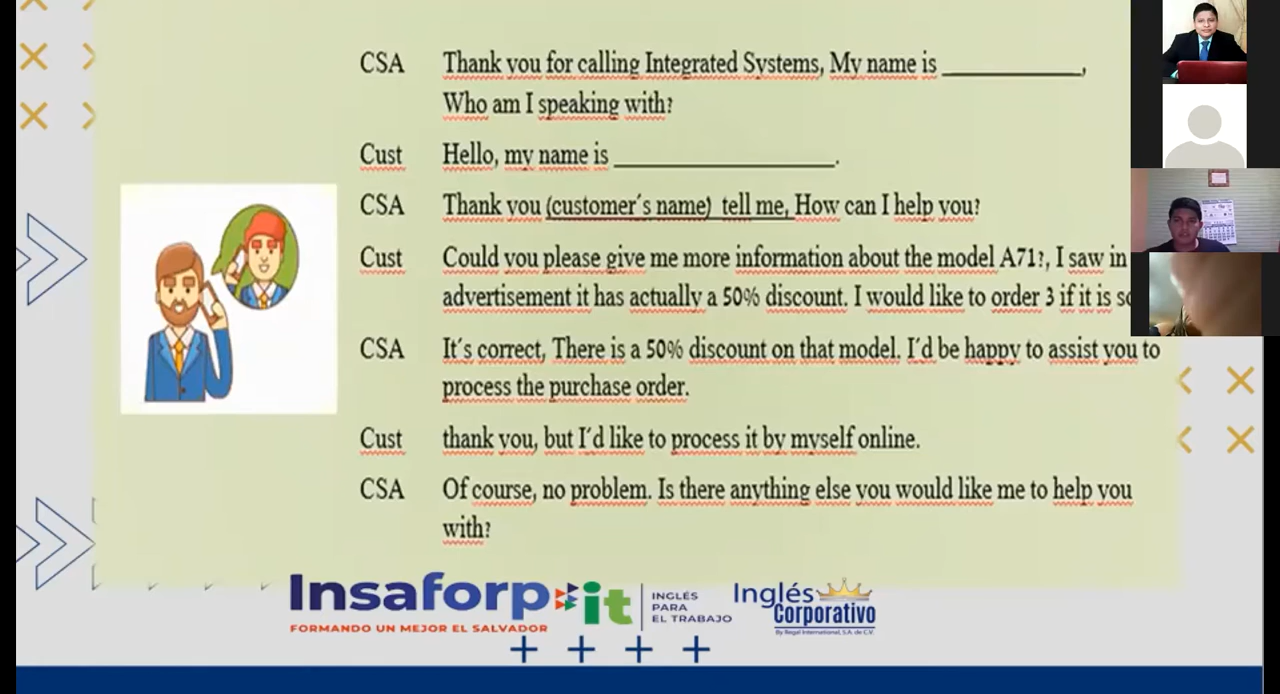 CSA Thank you for calling Integrated Systems, My name is ____________,
Who am I speaking with?
Cust Hello, my name is ___________________.
CSA Thank you (customer´s name) tell me, How can I help you?
Cust Could you please give me more information about the model A71?, I saw in
advertisement it has actually a 50% discount. I would like to order 3 if it is
CSA It´s correct, There is a 50% discount on that model. I´d be happy to assist you to
process the purchase order.
Cust thank you, but I´d like to process it by myself online.
CSA Of course, no problem. Is there anything else you would like me to help you
with?
Insaforp it INGLÉS PARA EL TRABAJO Inglés Corporativo
FORMANDO UN MEJOR EL SALVADOR By Regal International, S.A. de C.V.